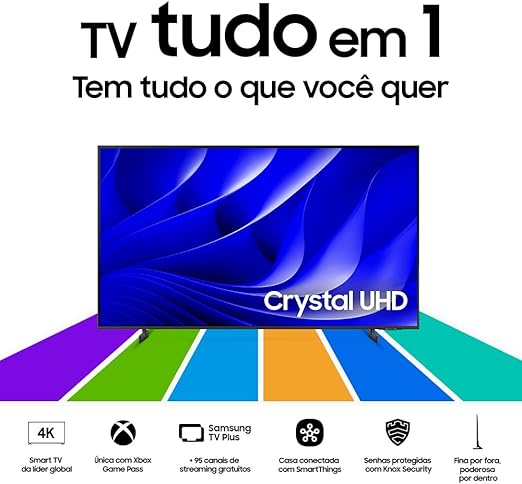 TV tudo em 1
Tem tudo o que você quer
Crystal UHD
4K
Smart TV
da líder global
Única com Xbox
Game Pass
Samsung
TV Plus
+ 95 canais de
streaming gratuitos
Casa conectada
com SmartThings
Senhas protegidas
com Knox Security
Fina por fora,
poderosa
por dentro